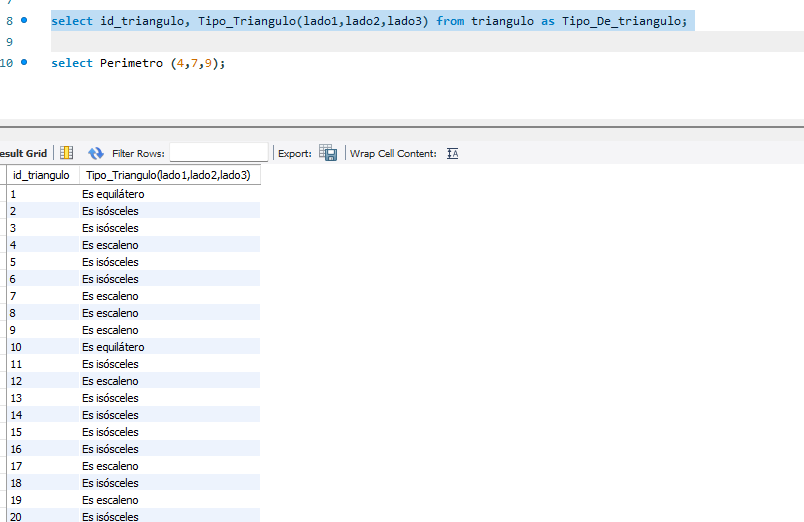 8 select id_triangulo, Tipo_Triangulo(lado1,lado2,lado3) from triangulo as Tipo_De_triangulo;
9
10 select Perimetro (4,7,9);
esult Grid Filter Rows: Export: Wrap Cell Content: IA
id_triangulo Tipo_Triangulo(lado1,lado2,lado3)
1 Es equilátero
2 Es isósceles
3 Es isósceles
4 Es escaleno
5 Es isósceles
6 Es isósceles
7 Es escaleno
8 Es escaleno
9 Es escaleno
10 Es equilátero
11 Es isósceles
12 Es escaleno
13 Es isósceles
14 Es isósceles
15 Es isósceles
16 Es isósceles
17 Es escaleno
18 Es isósceles
19 Es escaleno
20 Es isósceles